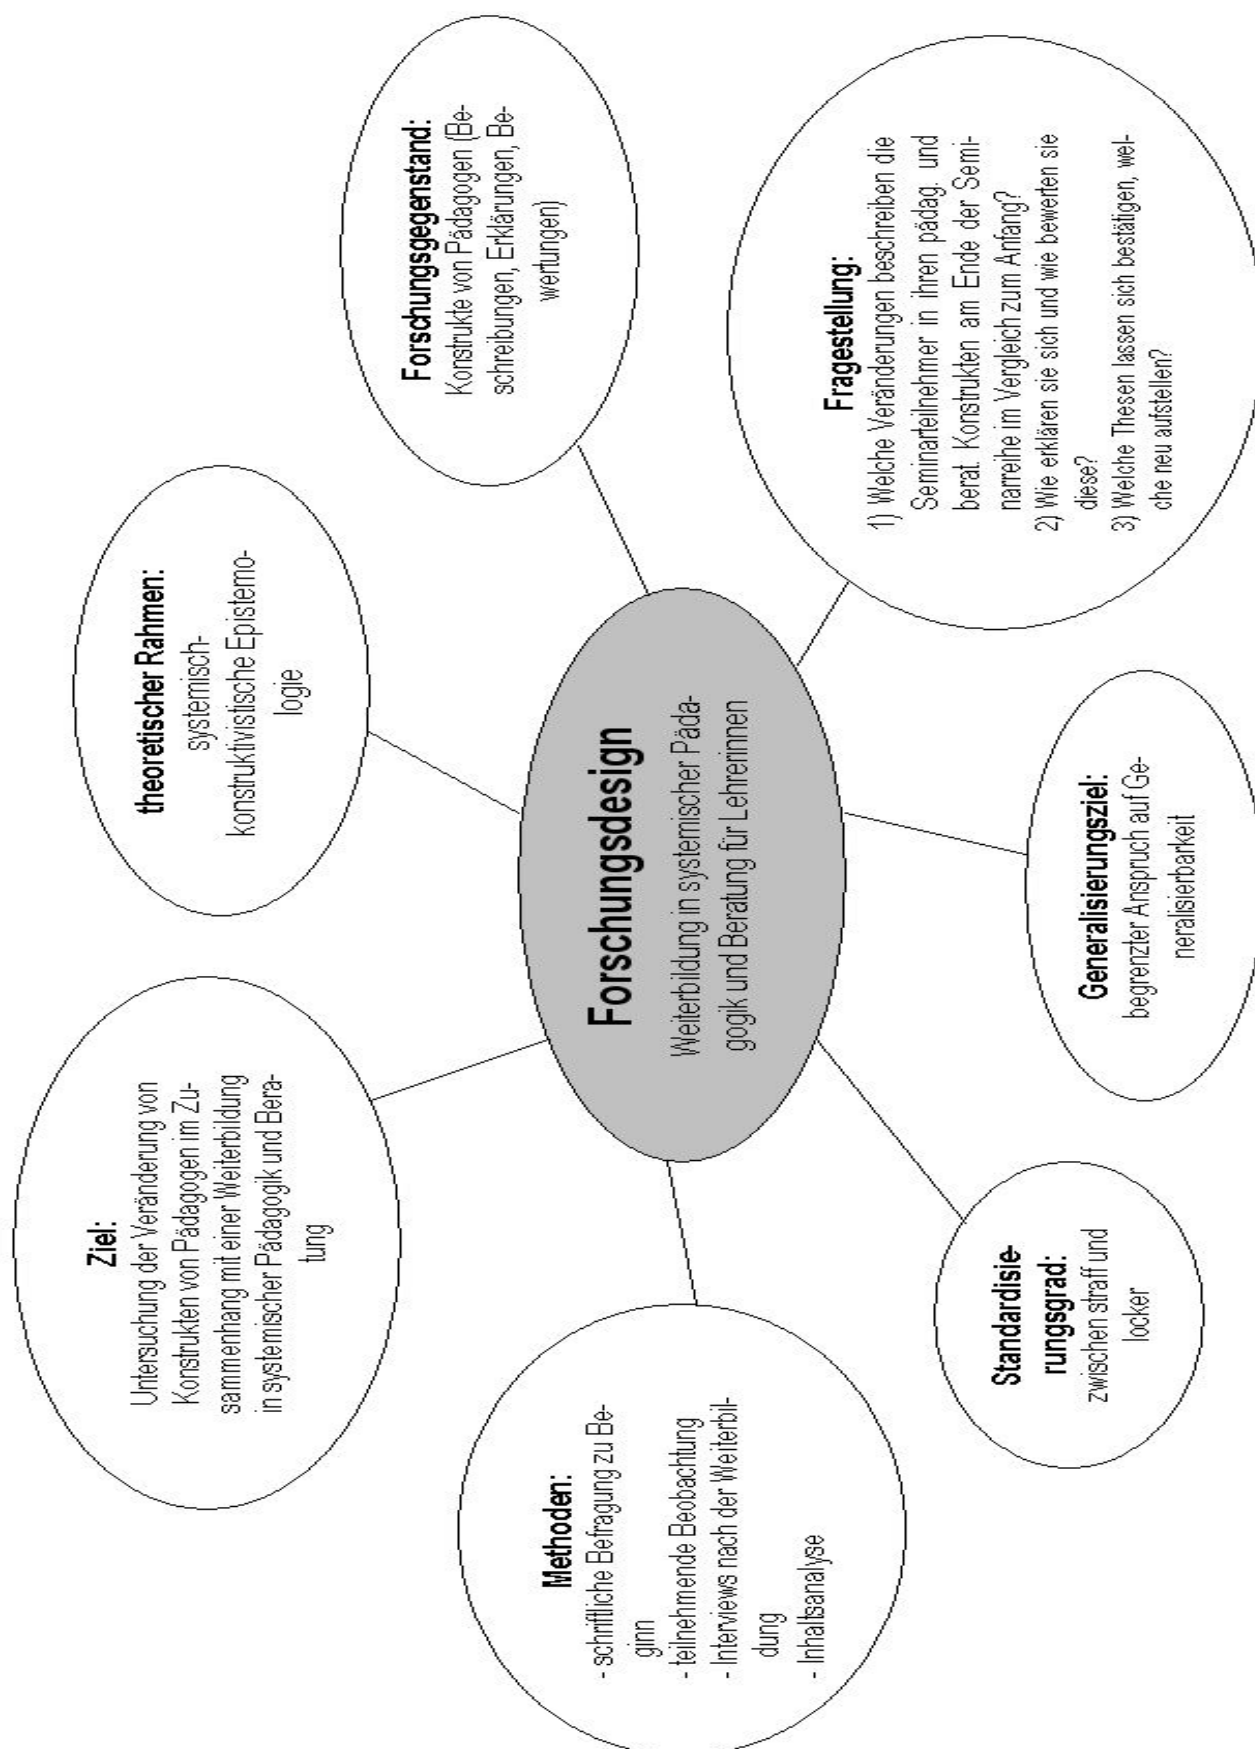 Ziel:
Untersuchung der Veränderung von
Konstrukten von Pädagogen im Zu-
sammenhang mit einer Weiterbildung
in systemischer Pädagogik und Bera-
tung
theoretischer Rahmen:
systemisch-
konstruktivistische Epistemo-
logie
Forschungsgegenstand:
Konstrukte von Pädagogen (Be-
schreibungen, Erklärungen, Be-
wertungen)
Methoden:
- schriftliche Befragung zu Be-
ginn
- teilnehmende Beobachtung
- Interviews nach der Weiterbil-
dung
- Inhaltsanalyse
Forschungsdesign
Weiterbildung in systemischer Päda-
gogik und Beratung für Lehrerinnen
Fragestellung:
1) Welche Veränderungen beschreiben die
Seminarteilnehmer in ihren pädag. und
berat. Konstrukten am Ende der Semi-
narreihe im Vergleich zum Anfang?
2) Wie erklären sie sich und wie bewerten sie
diese?
3) Welche Thesen lassen sich bestätigen, wel-
che neu aufstellen?
Standardisie-
rungsgrad:
zwischen straff und
locker
Generalisierungsziel:
begrenzter Anspruch auf Ge-
neralisierbarkeit